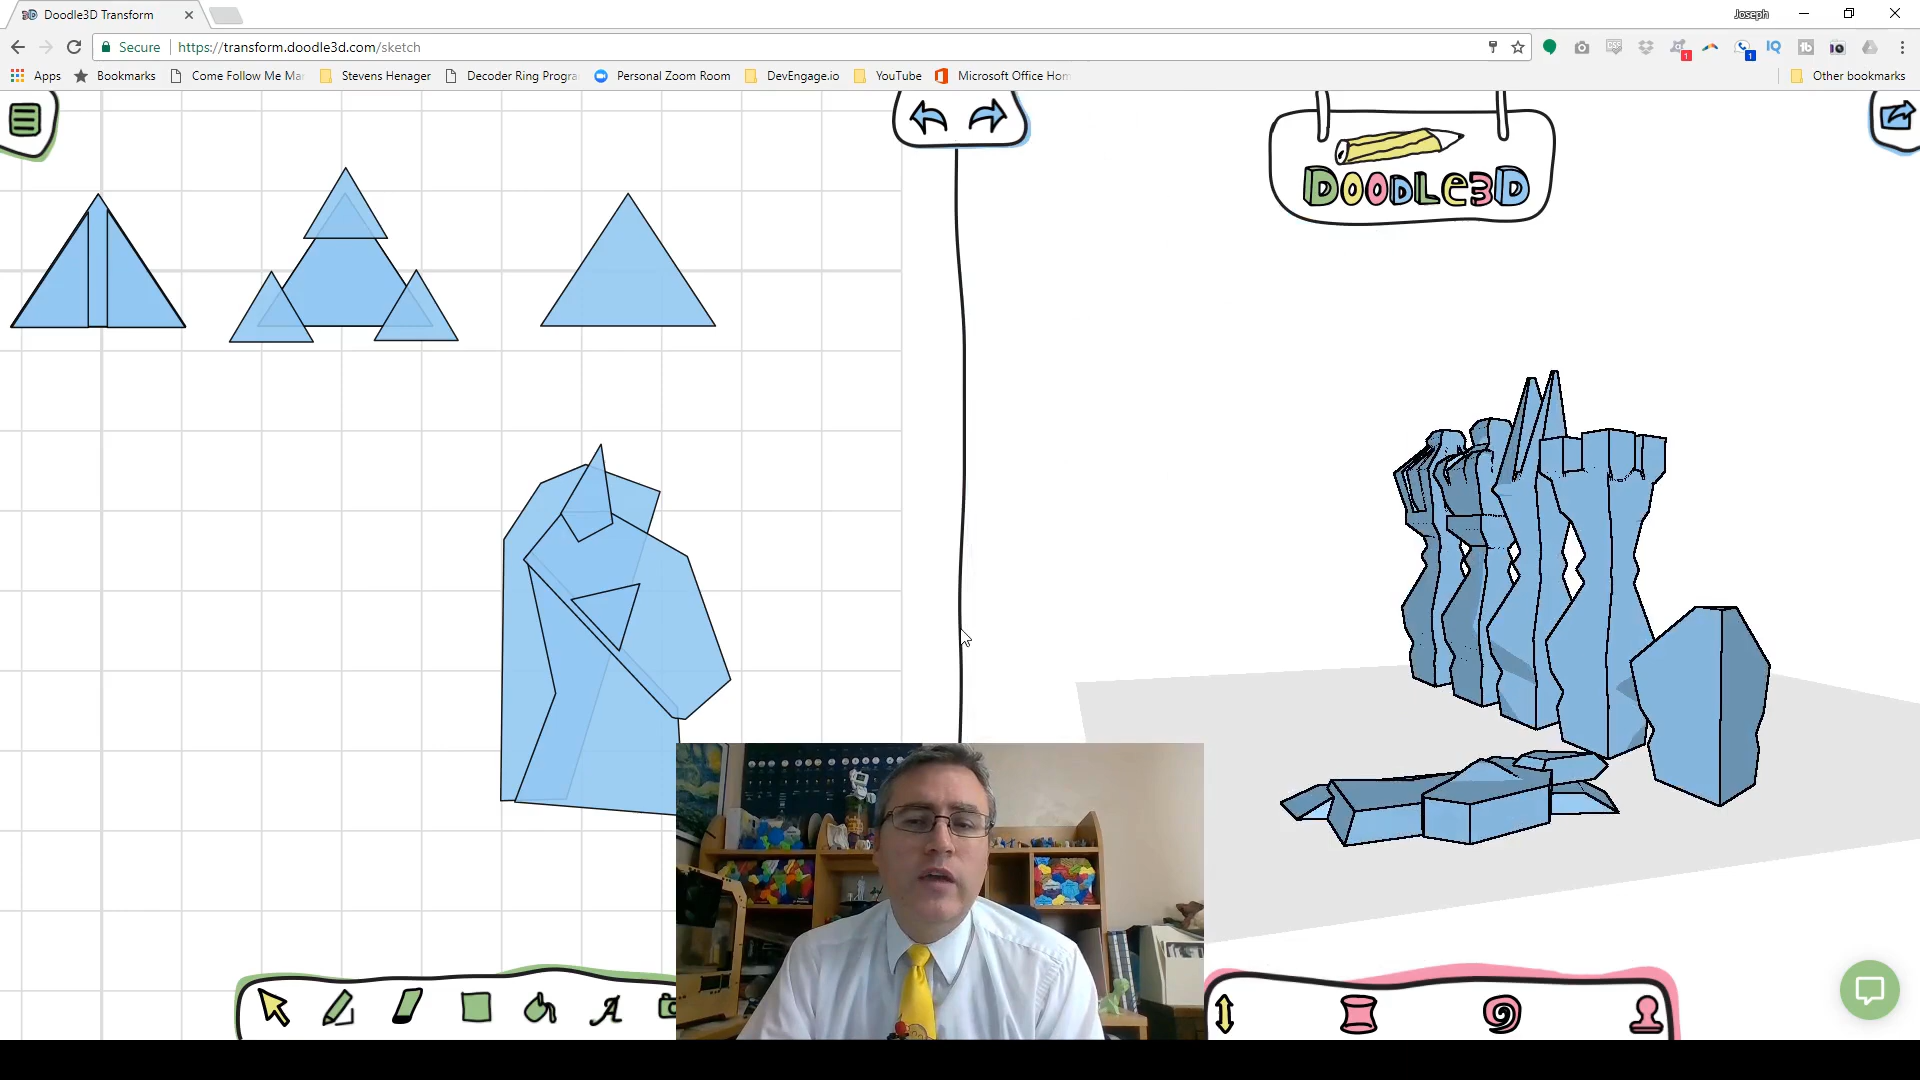 Doodle3D Transform
Joseph
Secure https://transform.doodle3d.com/sketch
Apps Bookmarks Come Follow Me Ma Stevens Henager Decoder Ring Progra Personal Zoom Room DevEngage.io YouTube Microsoft Office Hom Other bookmarks
DOODLE3D